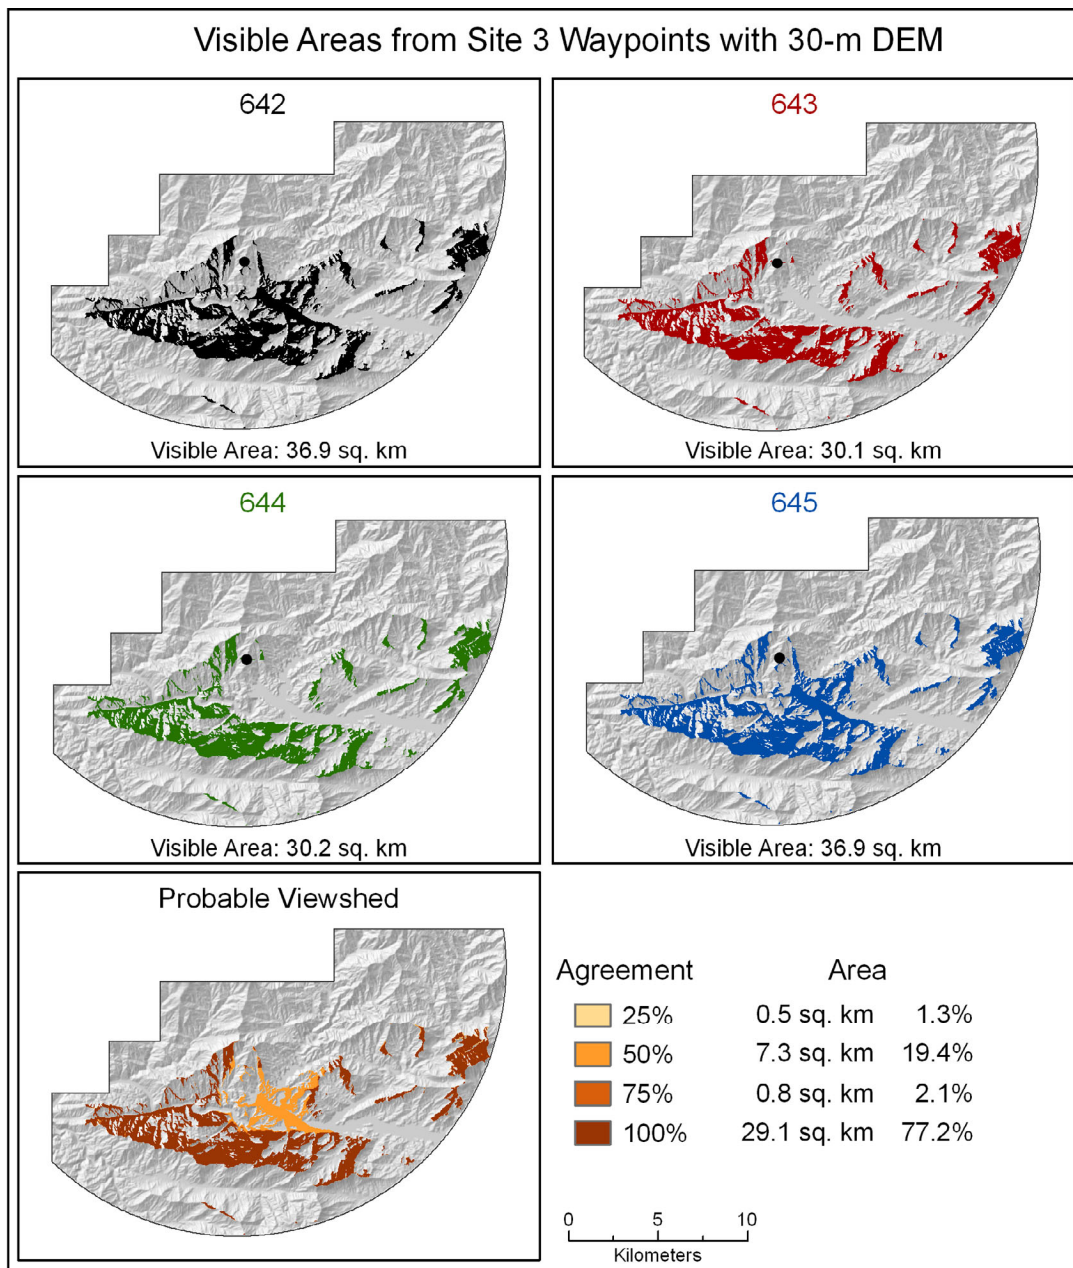 Visible Areas from Site 3 Waypoints with 30-m DEM
642
Visible Area: 36.9 sq. km
643
Visible Area: 30.1 sq. km
644
Visible Area: 30.2 sq. km
645
Visible Area: 36.9 sq. km
Probable Viewshed
Agreement Area
25% 0.5 sq. km 1.3%
50% 7.3 sq. km 19.4%
75% 0.8 sq. km 2.1%
100% 29.1 sq. km 77.2%
0 5 10
Kilometers